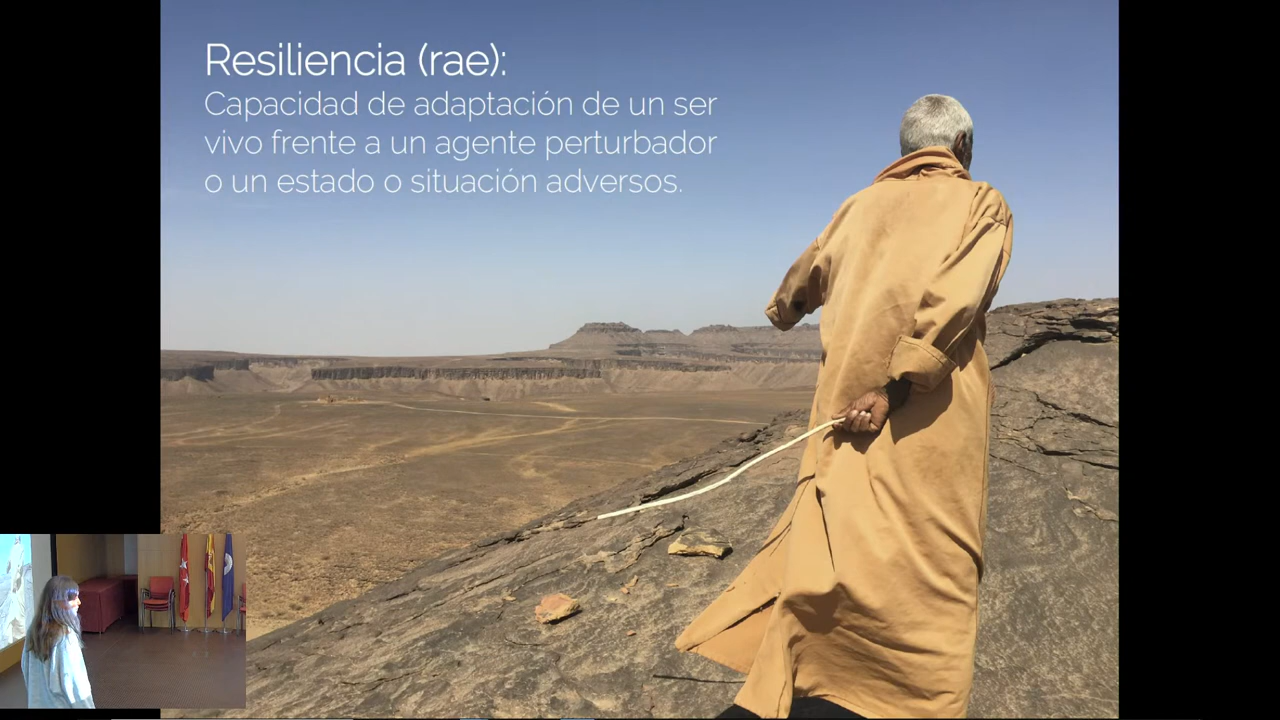 Resiliencia (rae):
Capacidad de adaptación de un ser
vivo frente a un agente perturbador
o un estado o situación adversos.